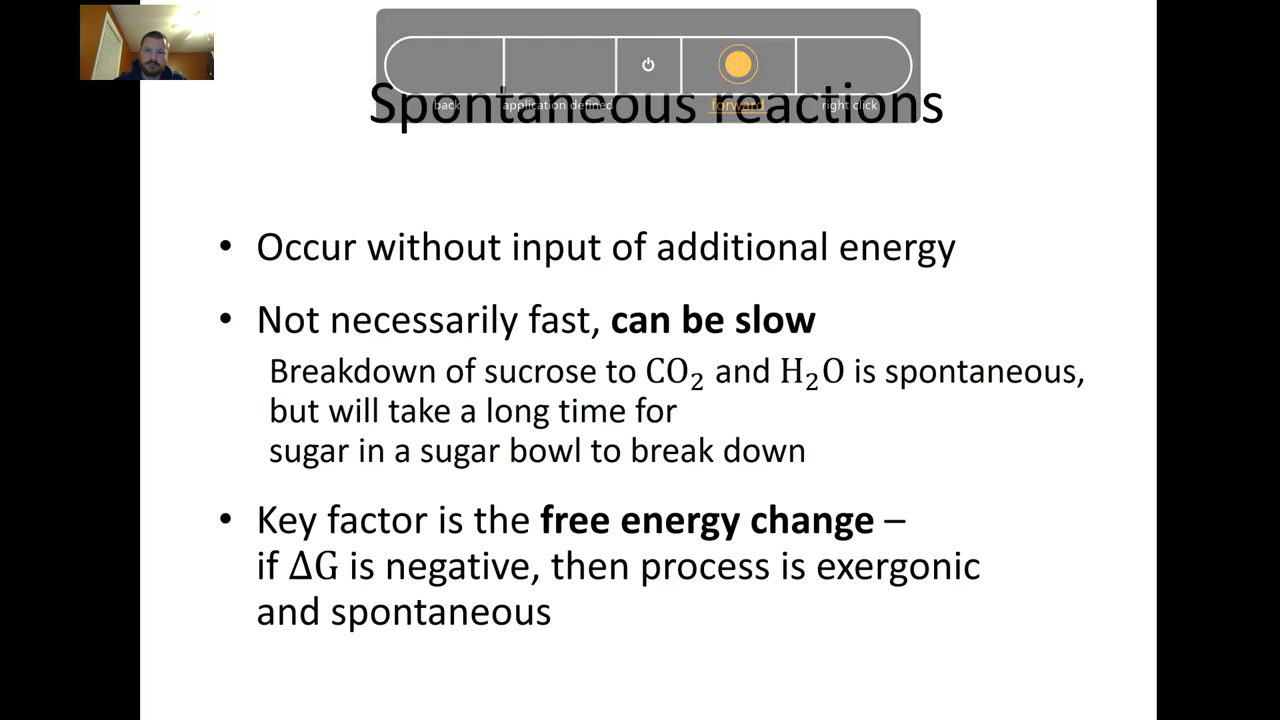 back application defined forward right click
Spontaneous reactions
• Occur without input of additional energy
• Not necessarily fast, can be slow
Breakdown of sucrose to CO₂ and H₂O is spontaneous,
but will take a long time for
sugar in a sugar bowl to break down
• Key factor is the free energy change –
if ΔG is negative, then process is exergonic
and spontaneous